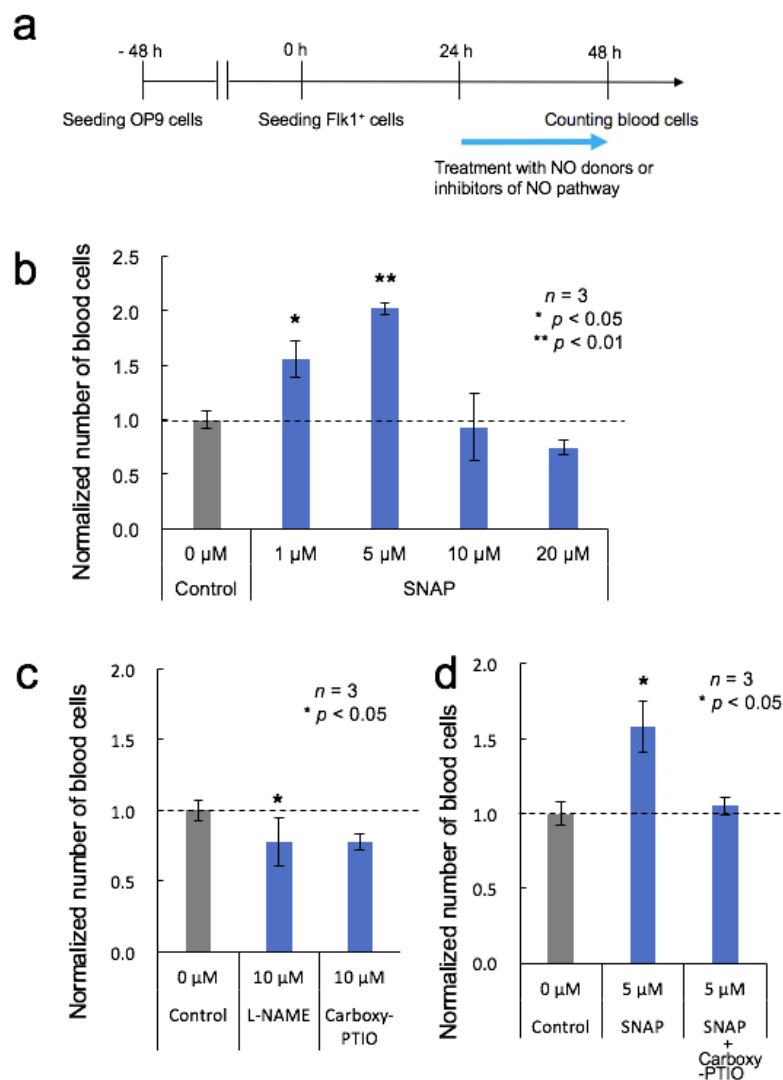 a
- 48 h 0 h 24 h 48 h
Seeding OP9 cells Seeding Flk1⁺ cells Counting blood cells
Treatment with NO donors or
inhibitors of NO pathway
b
Normalized number of blood cells
2.5
2.0
1.5
1.0
0.5
0.0
n = 3
* p < 0.05
** p < 0.01
*
**
0 μM 1 μM 5 μM 10 μM 20 μM
Control SNAP
c
Normalized number of blood cells
2.0
1.5
1.0
0.5
0.0
n = 3
* p < 0.05
*
0 μM 10 μM 10 μM
Control L-NAME Carboxy-
PTIO
d
Normalized number of blood cells
2.0
1.5
1.0
0.5
0.0
n = 3
* p < 0.05
*
0 μM 5 μM 5 μM
Control SNAP SNAP
+
Carboxy
-PTIO